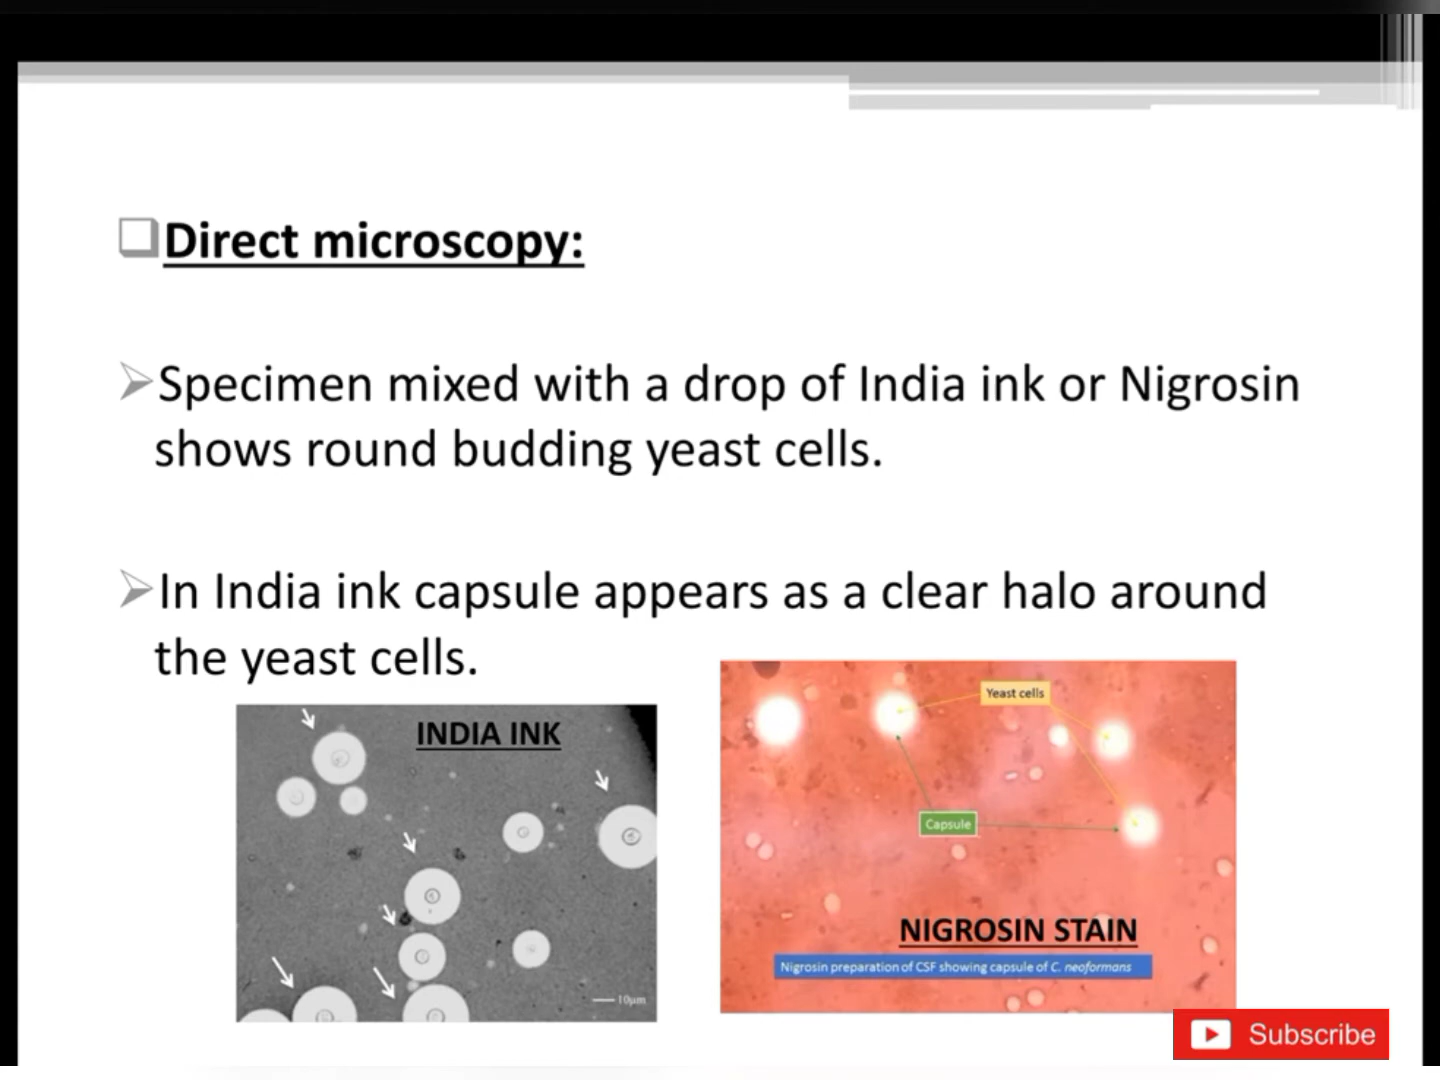 Direct microscopy:
Specimen mixed with a drop of India ink or Nigrosin
shows round budding yeast cells.
In India ink capsule appears as a clear halo around
the yeast cells.
INDIA INK
10μm
Yeast cells
Capsule
NIGROSIN STAIN
Nigrosin preparation of CSF showing capsule of C. neoformans
Subscribe